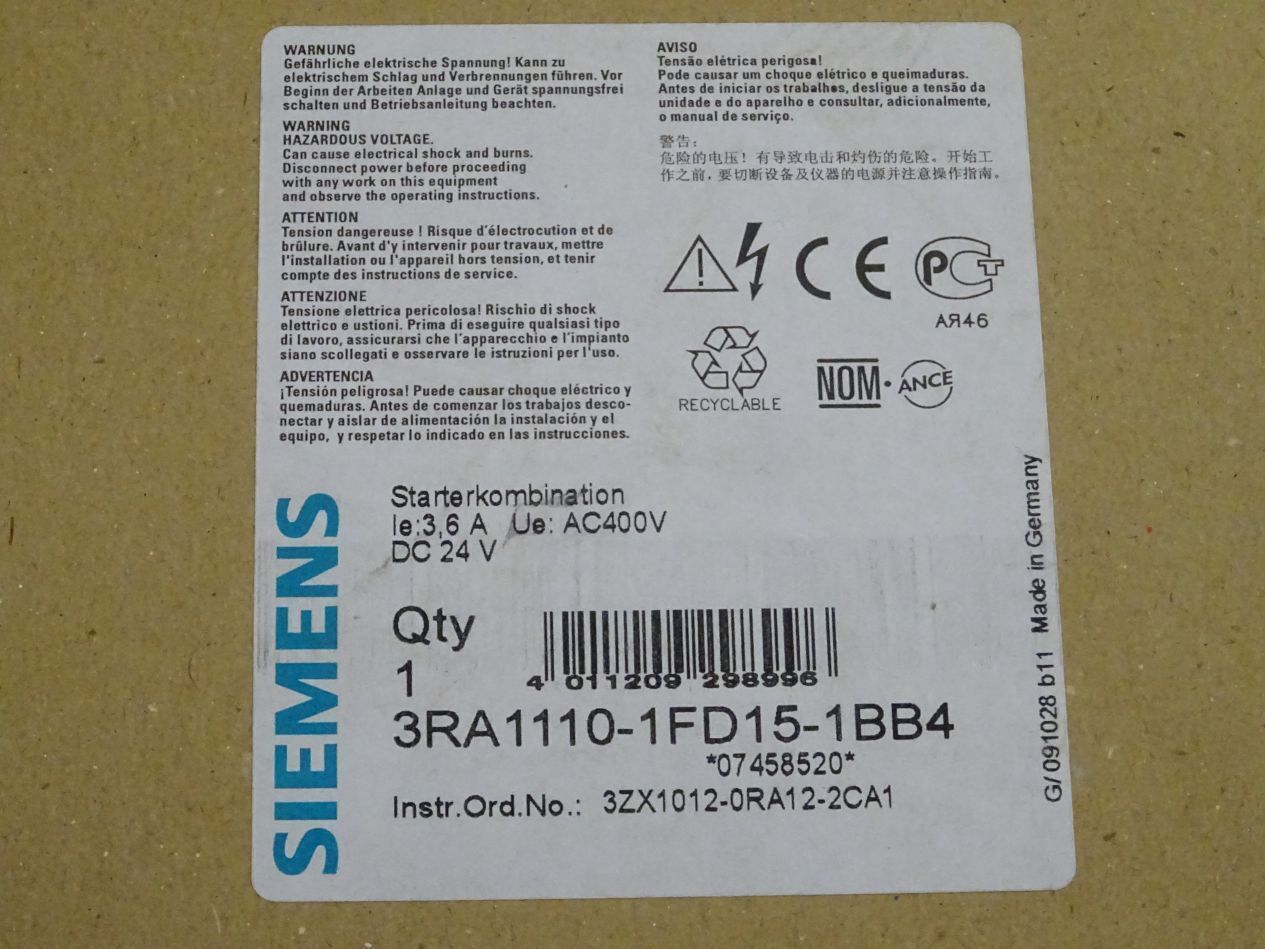 WARNUNG
Gefährliche elektrische Spannung! Kann zu
elektrischem Schlag und Verbrennungen führen. Vor
Beginn der Arbeiten Anlage und Gerät spannungsfrei
schalten und Betriebsanleitung beachten.
WARNING
HAZARDOUS VOLTAGE.
Can cause electrical shock and burns.
Disconnect power before proceeding
with any work on this equipment
and observe the operating instructions.
ATTENTION
Tension dangereuse ! Risque d'électrocution et de
brûlure. Avant d'y intervenir pour travaux, mettre
l'installation ou l'appareil hors tension, et tenir
compte des instructions de service.
ATTENZIONE
Tensione elettrica pericolosa! Rischio di shock
elettrico e ustioni. Prima di eseguire qualsiasi tipo
di lavoro, assicurarsi che l'apparecchio e l'impianto
siano scollegati e osservare le istruzioni per l'uso.
ADVERTENCIA
¡Tensión peligrosa! Puede causar choque eléctrico y
quemaduras. Antes de comenzar los trabajos desco-
nectar y aislar de alimentación la instalación y el
equipo, y respetar lo indicado en las instrucciones.
AVISO
Tensão elétrica perigosa!
Pode causar um choque elétrico e queimaduras.
Antes de iniciar os trabalhos, desligue a tensão da
unidade e do aparelho e consultar, adicionalmente,
o manual de serviço.
警告:
危险的电压! 有导致电击和灼伤的危险。开始工
作之前, 要切断设备及仪器的电源并注意操作指南。
CE
PCT
АЯ46
RECYCLABLE
NOM·ANCE
SIEMENS
Starterkombination
Ie:3,6 A Ue: AC400V
DC 24 V
Qty
1
4 011209 298996
3RA1110-1FD15-1BB4
*07458520*
Instr.Ord.No.: 3ZX1012-0RA12-2CA1
G/ 091028 b11 Made in Germany